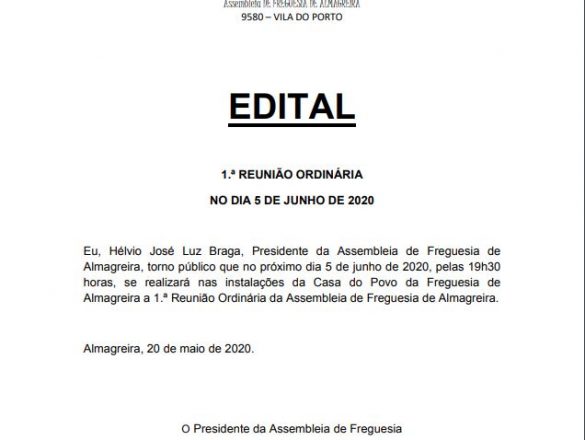 Assembleia DE FREGUESIA DE ALMAGREIRA
9580 – VILA DO PORTO
EDITAL
1.ª REUNIÃO ORDINÁRIA
NO DIA 5 DE JUNHO DE 2020
Eu, Hélvio José Luz Braga, Presidente da Assembleia de Freguesia de
Almagreira, torno público que no próximo dia 5 de junho de 2020, pelas 19h30
horas, se realizará nas instalações da Casa do Povo da Freguesia de
Almagreira a 1.ª Reunião Ordinária da Assembleia de Freguesia de Almagreira.
Almagreira, 20 de maio de 2020.
O Presidente da Assembleia de Freguesia